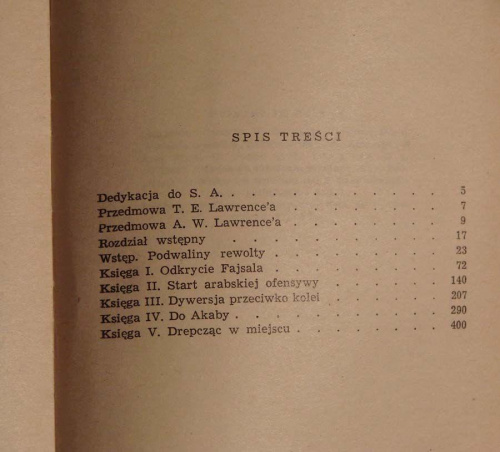 SPIS TREŚCI
Dedykacja do S. A. . . . . . . . . . . 5
Przedmowa T. E. Lawrence'a . . . . . . . 7
Przedmowa A. W. Lawrence'a . . . . . . . 9
Rozdział wstępny . . . . . . . . . . 17
Wstęp. Podwaliny rewolty . . . . . . . . 23
Księga I. Odkrycie Fajsala . . . . . . . . 72
Księga II. Start arabskiej ofensywy . . . . . 140
Księga III. Dywersja przeciwko kolei . . . . . 207
Księga IV. Do Akaby . . . . . . . . . . 290
Księga V. Drepcząc w miejscu . . . . . . . 400